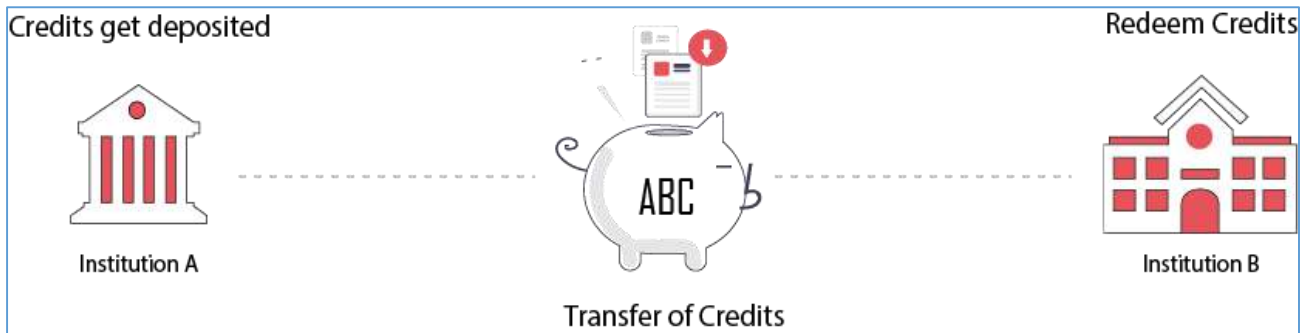 Credits get deposited
Redeem Credits
ABC
Institution A
Institution B
Transfer of Credits